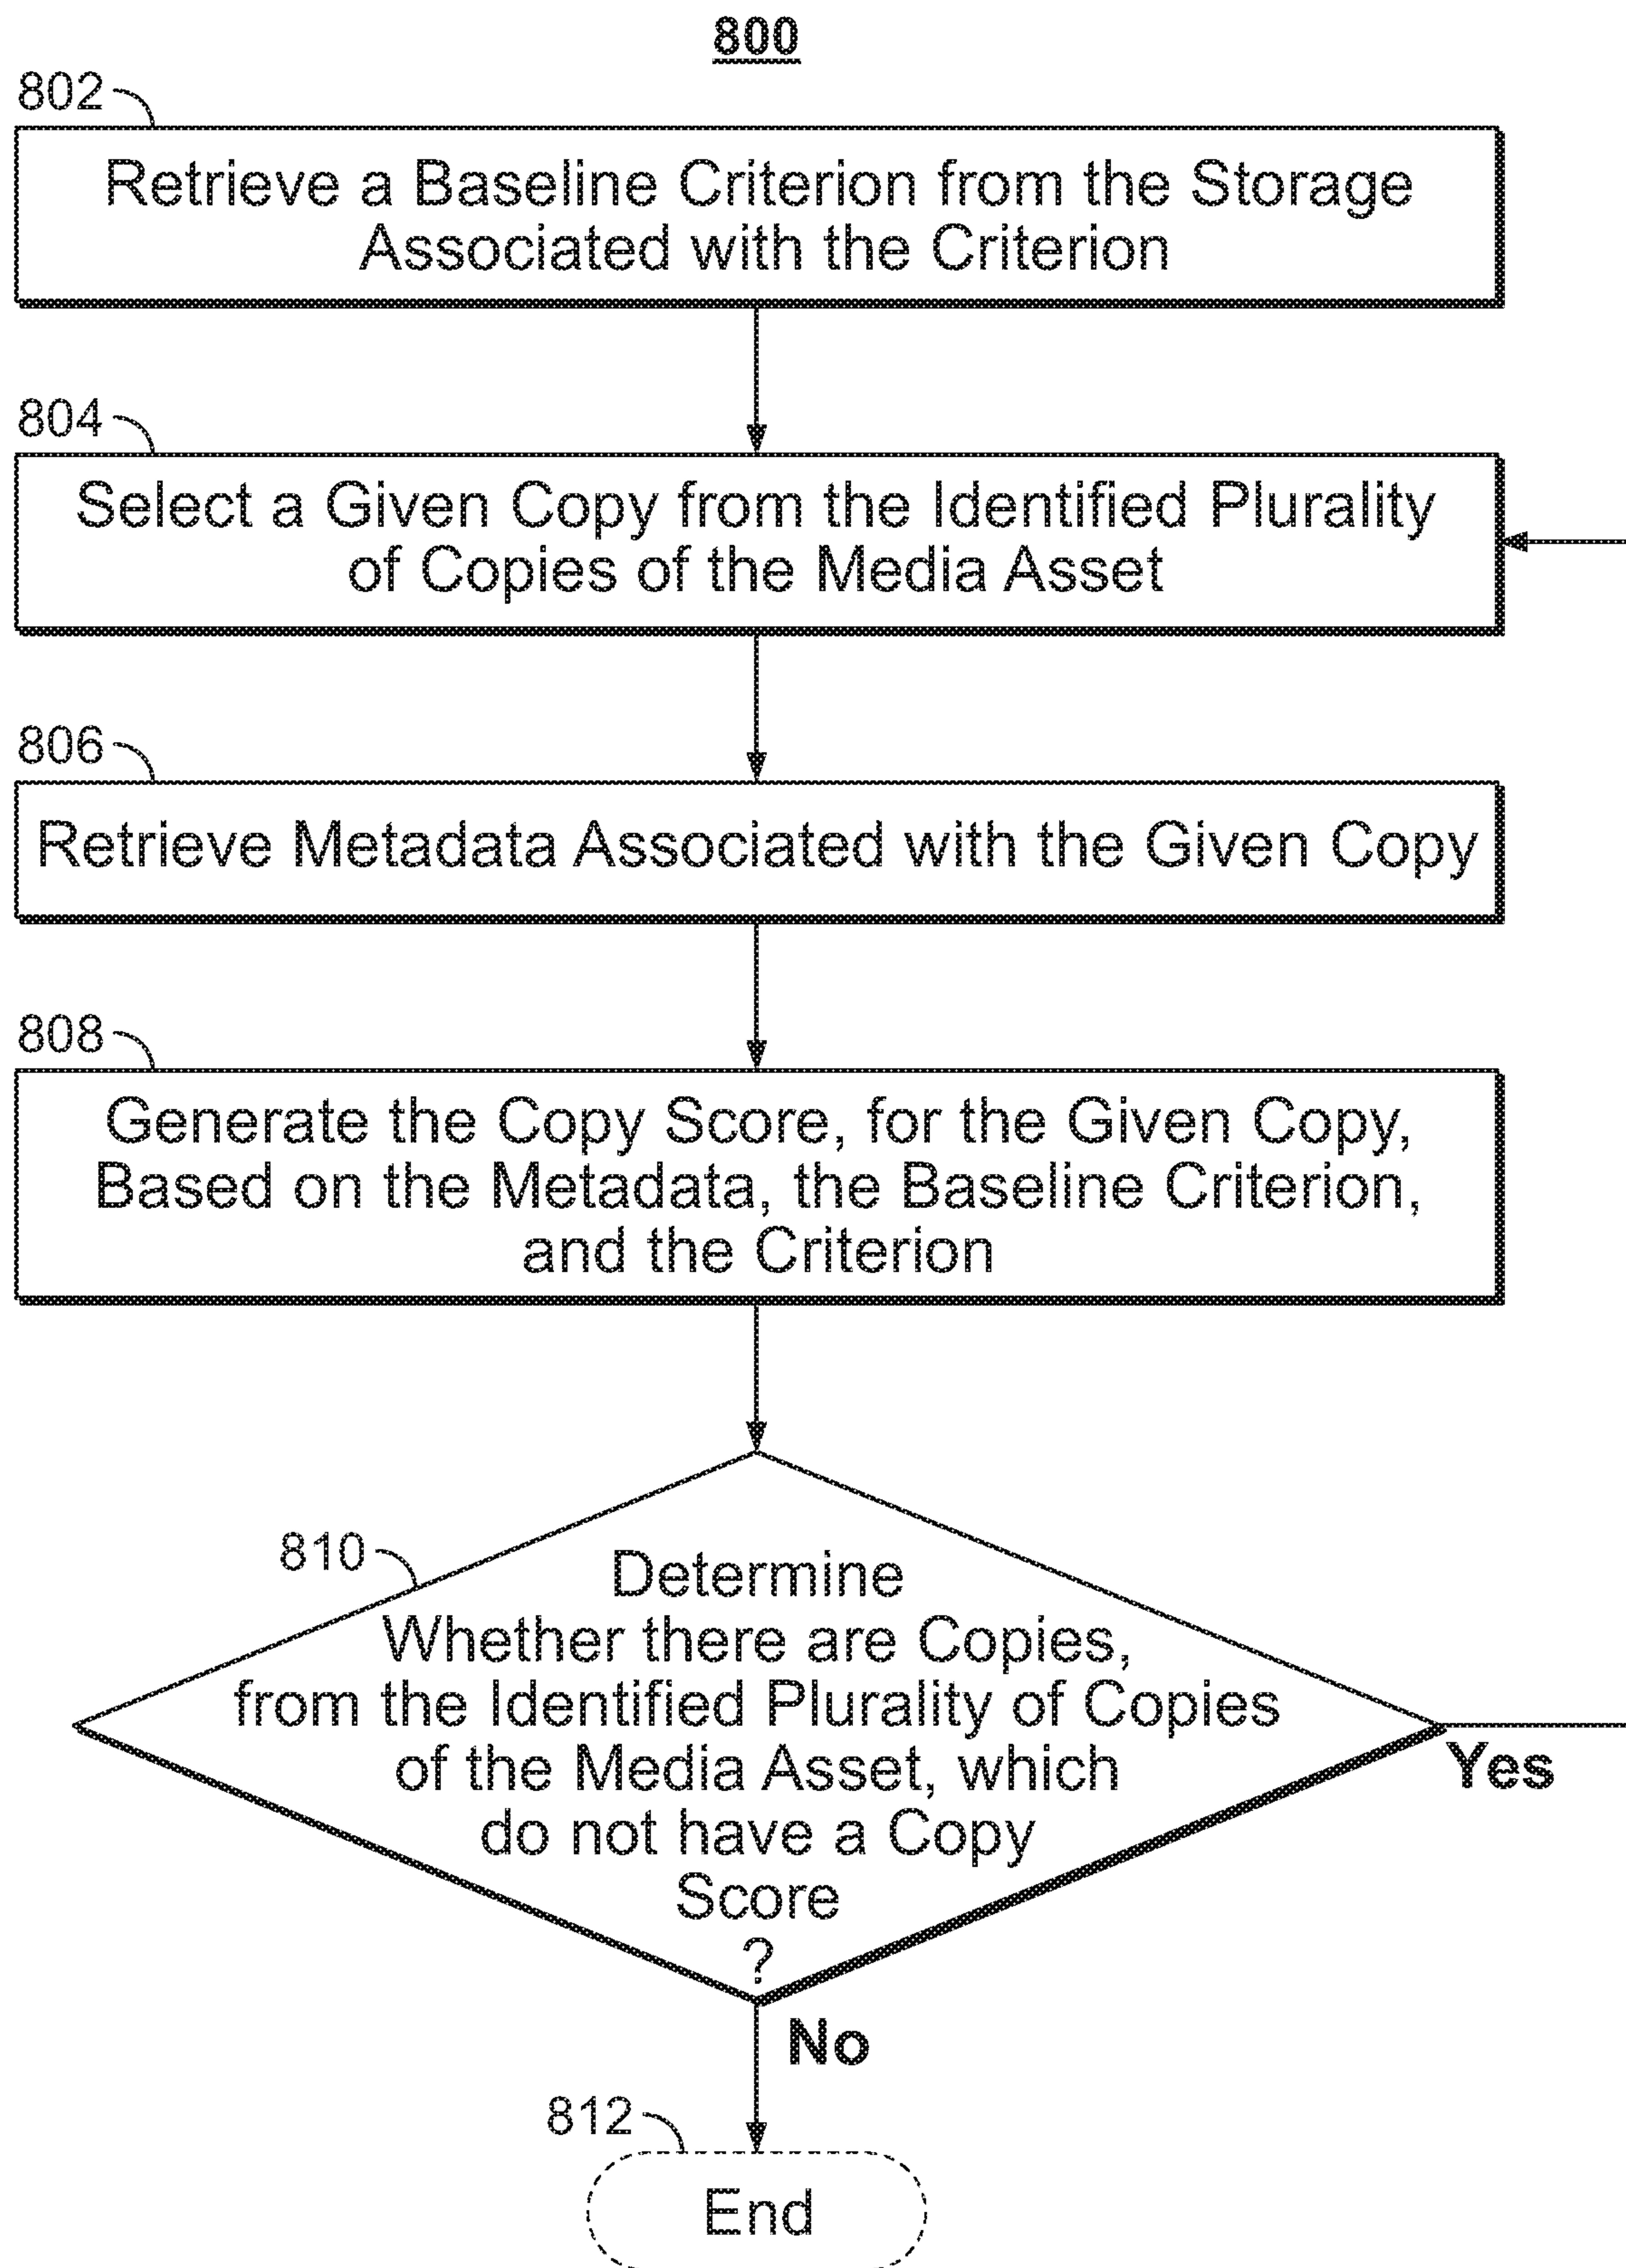 800
802
Retrieve a Baseline Criterion from the Storage
Associated with the Criterion
804
Select a Given Copy from the Identified Plurality
of Copies of the Media Asset
806
Retrieve Metadata Associated with the Given Copy
808
Generate the Copy Score, for the Given Copy,
Based on the Metadata, the Baseline Criterion,
and the Criterion
810
Determine
Whether there are Copies,
from the Identified Plurality of Copies
of the Media Asset, which
do not have a Copy
Score
?
Yes
No
812
End